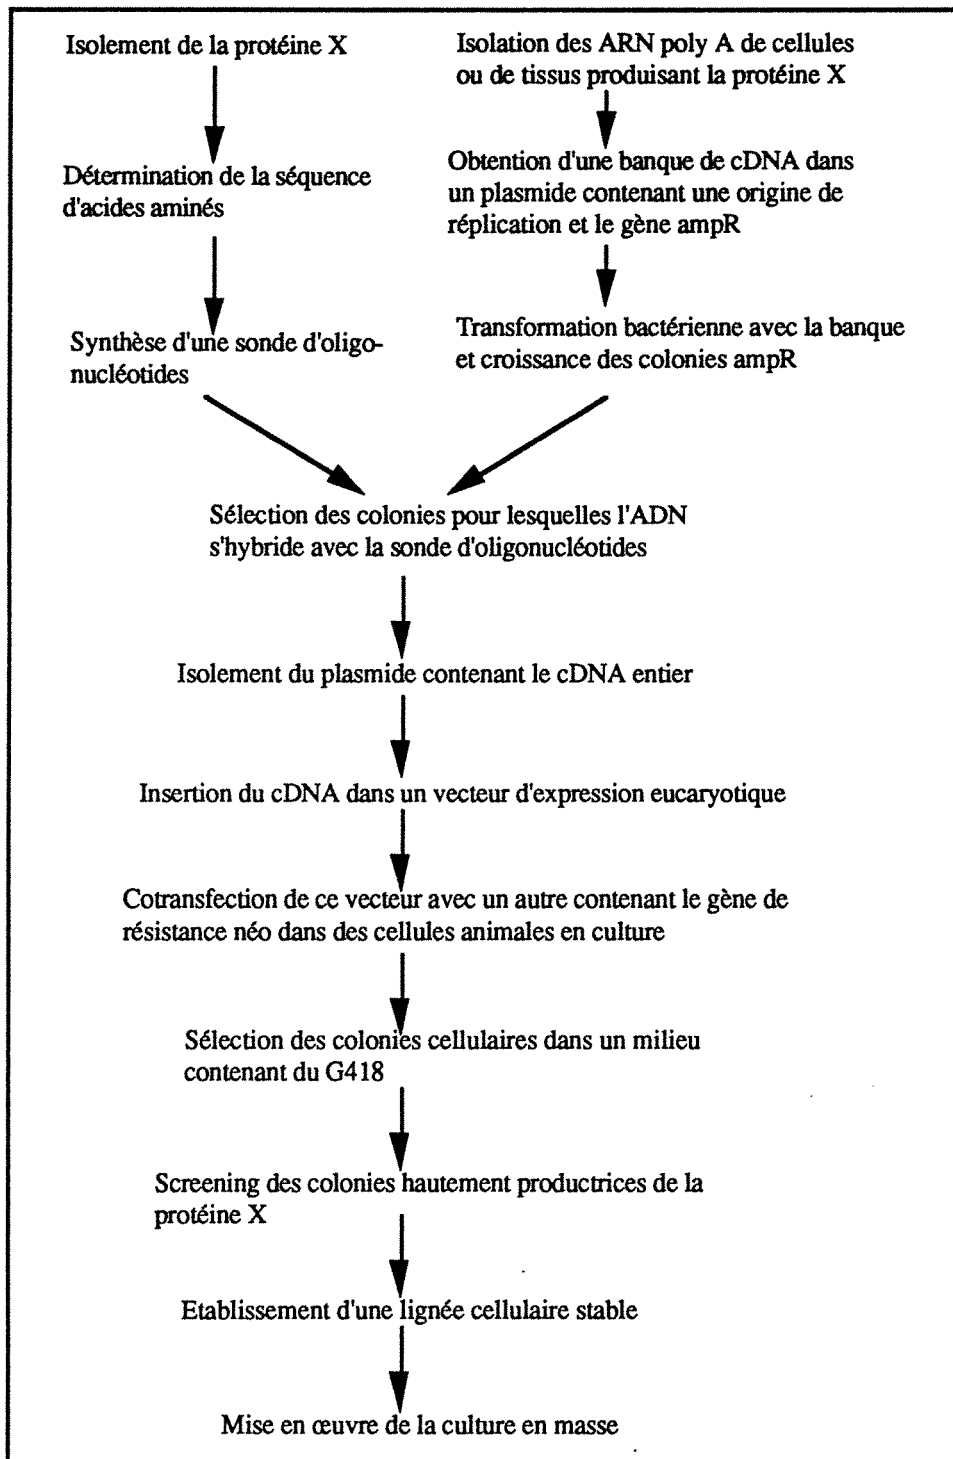 Isolement de la protéine X
Isolation des ARN poly A de cellules
ou de tissus produisant la protéine X
Détermination de la séquence
d'acides aminés
Obtention d'une banque de cDNA dans
un plasmide contenant une origine de
réplication et le gène ampR
Synthèse d'une sonde d'oligo-
nucléotides
Transformation bactérienne avec la banque
et croissance des colonies ampR
Sélection des colonies pour lesquelles l'ADN
s'hybride avec la sonde d'oligonucléotides
Isolement du plasmide contenant le cDNA entier
Insertion du cDNA dans un vecteur d'expression eucaryotique
Cotransfection de ce vecteur avec un autre contenant le gène de
résistance néo dans des cellules animales en culture
Sélection des colonies cellulaires dans un milieu
contenant du G418
Screening des colonies hautement productrices de la
protéine X
Etablissement d'une lignée cellulaire stable
Mise en œuvre de la culture en masse